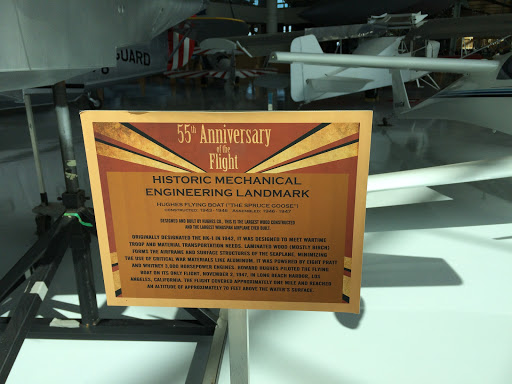 GUARD
55th Anniversary
of the
Flight
HISTORIC MECHANICAL
ENGINEERING LANDMARK
HUGHES FLYING BOAT ("THE SPRUCE GOOSE")
CONSTRUCTED: 1942-1944 ASSEMBLED: 1946-1947
DESIGNED AND BUILT BY HUGHES CO., THIS IS THE LARGEST WOOD CONSTRUCTED
AND THE LARGEST WINGSPAN AIRPLANE EVER BUILT.
ORIGINALLY DESIGNATED THE HK-1 IN 1942, IT WAS DESIGNED TO MEET WARTIME
TROOP AND MATERIAL TRANSPORTATION NEEDS. LAMINATED WOOD (MOSTLY BIRCH)
FORMS THE AIRFRAME AND SURFACE STRUCTURES OF THE SEAPLANE, MINIMIZING
THE USE OF CRITICAL WAR MATERIALS LIKE ALUMINUM. IT WAS POWERED BY EIGHT PRATT
AND WHITNEY 3,000 HORSEPOWER ENGINES. HOWARD HUGHES PILOTED THE FLYING
BOAT ON ITS ONLY FLIGHT, NOVEMBER 2, 1947, IN LONG BEACH HARBOR, LOS
ANGELES, CALIFORNIA. THE FLIGHT COVERED APPROXIMATELY ONE MILE AND REACHED
AN ALTITUDE OF APPROXIMATELY 70 FEET ABOVE THE WATER'S SURFACE.